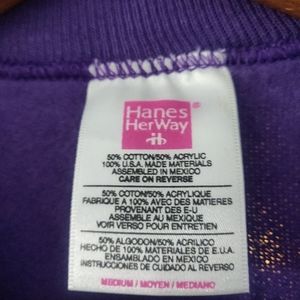 Hanes
HerWay
50% COTTON/50% ACRYLIC
100% U.S.A. MADE MATERIALS
ASSEMBLED IN MEXICO
CARE ON REVERSE
50% COTON/50% ACRYLIQUE
FABRIQUE A 100% AVEC DES MATIERES
PROVENANT DES E-U
ASSEMBLE AU MEXIQUE
VOIR VERSO POUR ENTRETIEN
50% ALGODON/50% ACRILICO
HECHO DE 100% MATERIALES DE E.U.A.
ENSAMBLADO EN MEXICO
INSTRUCCIONES DE CUIDADO AL REVERSO
MEDIUM / MOYEN / MEDIANO